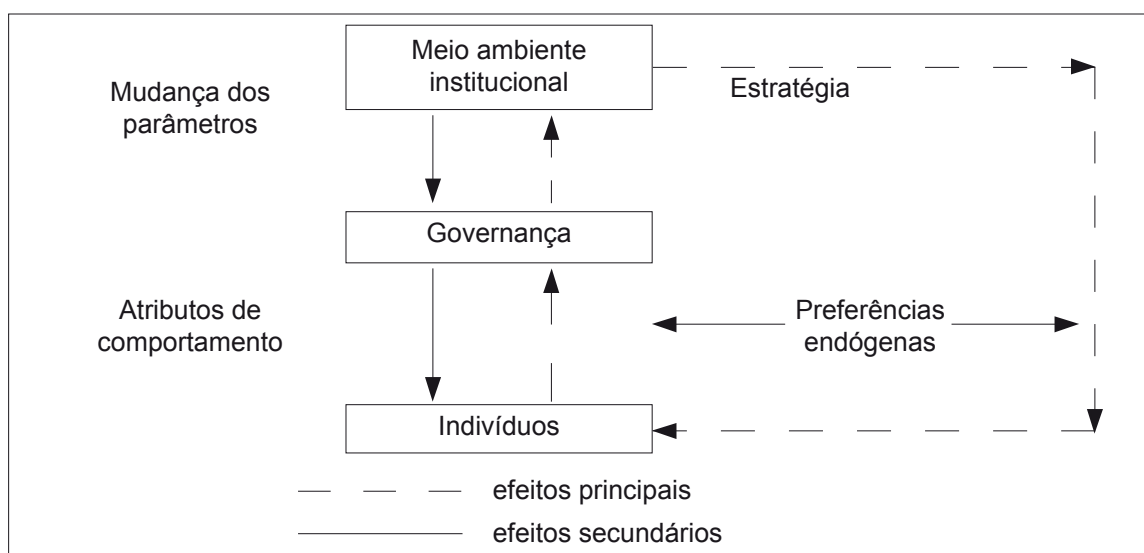 Meio ambiente
institucional
Mudança dos
parâmetros
Estratégia
Governança
Atributos de
comportamento
Preferências
endógenas
Indivíduos
efeitos principais
efeitos secundários